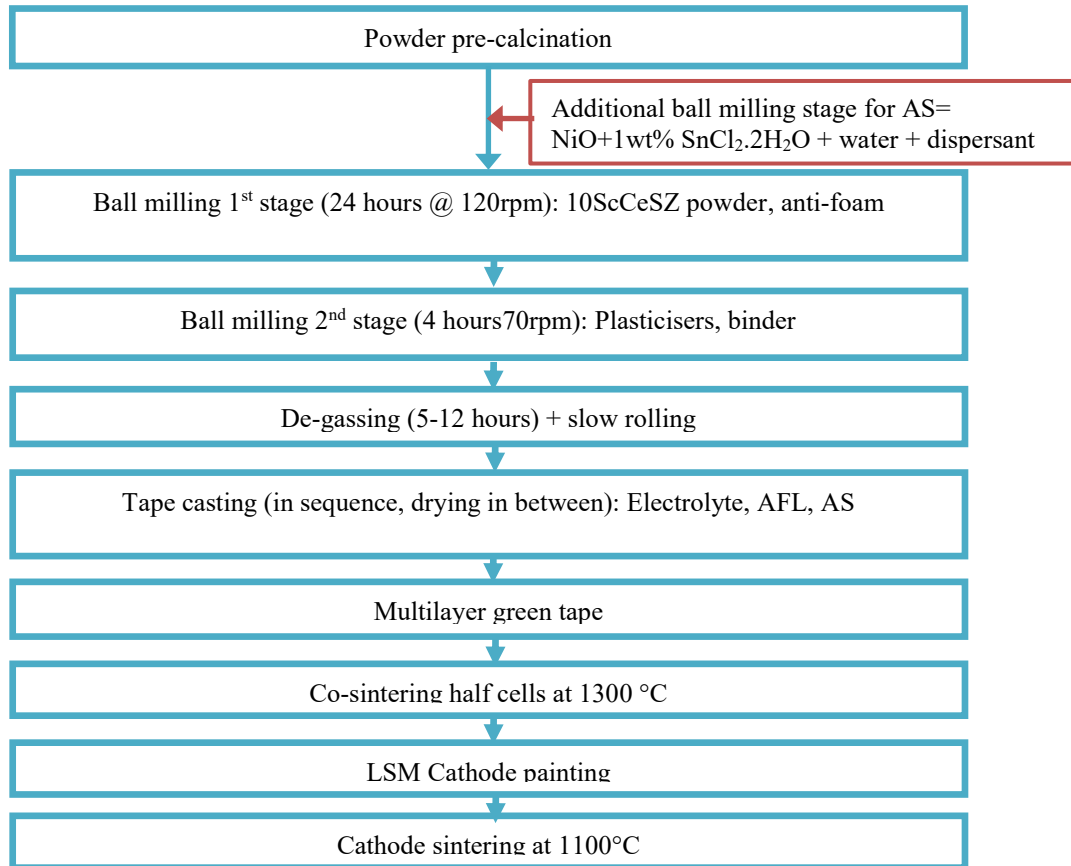 Powder pre-calcination
Additional ball milling stage for AS=
NiO+1wt% SnCl₂.2H₂O + water + dispersant
Ball milling 1ˢᵗ stage (24 hours @ 120rpm): 10ScCeSZ powder, anti-foam
Ball milling 2ⁿᵈ stage (4 hours70rpm): Plasticisers, binder
De-gassing (5-12 hours) + slow rolling
Tape casting (in sequence, drying in between): Electrolyte, AFL, AS
Multilayer green tape
Co-sintering half cells at 1300 °C
LSM Cathode painting
Cathode sintering at 1100°C